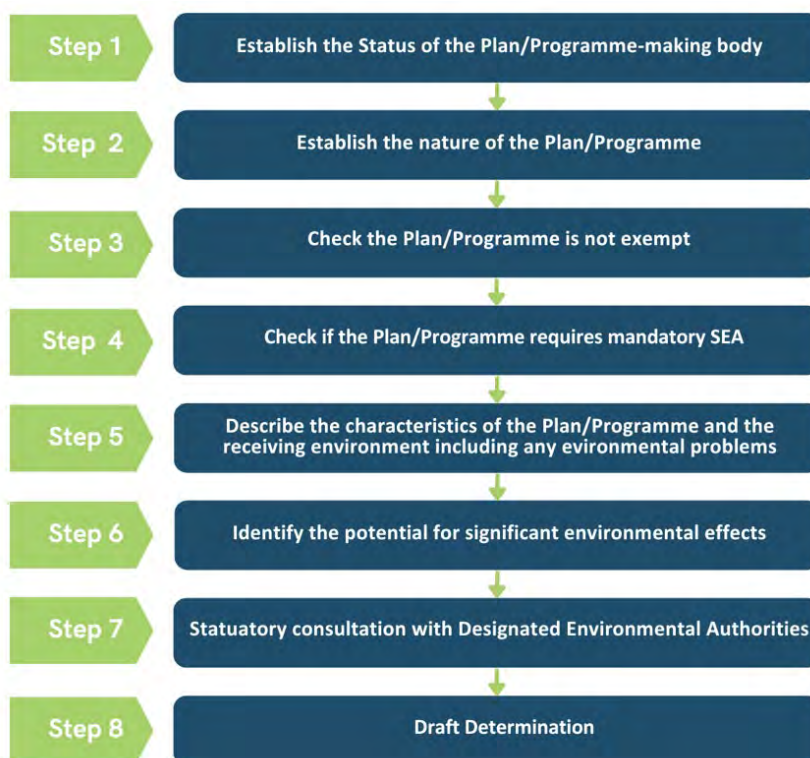 Step 1
Establish the Status of the Plan/Programme-making body
Step 2
Establish the nature of the Plan/Programme
Step 3
Check the Plan/Programme is not exempt
Step 4
Check if the Plan/Programme requires mandatory SEA
Step 5
Describe the characteristics of the Plan/Programme and the
receiving environment including any evironmental problems
Step 6
Identify the potential for significant environmental effects
Step 7
Statuatory consultation with Designated Environmental Authorities
Step 8
Draft Determination